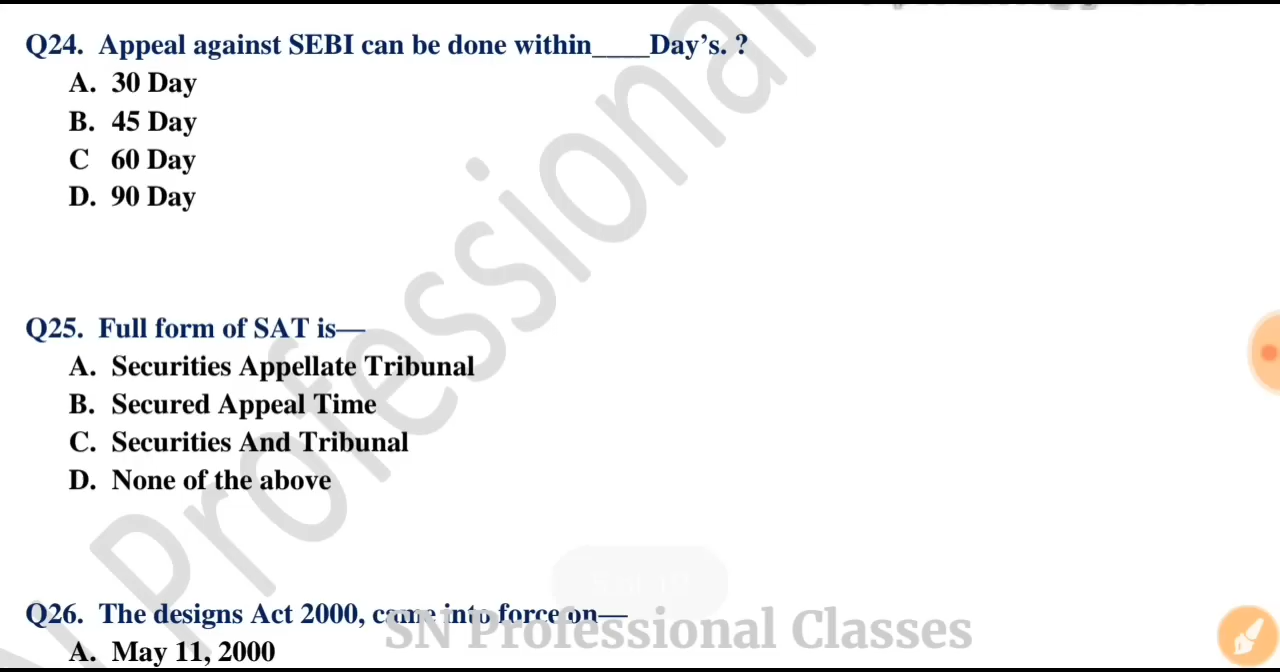 Q24. Appeal against SEBI can be done within____Day’s. ?
A. 30 Day
B. 45 Day
C 60 Day
D. 90 Day
Q25. Full form of SAT is—
A. Securities Appellate Tribunal
B. Secured Appeal Time
C. Securities And Tribunal
D. None of the above
Q26. The designs Act 2000, came into force on—
SN Professional Classes
A. May 11, 2000
Professional